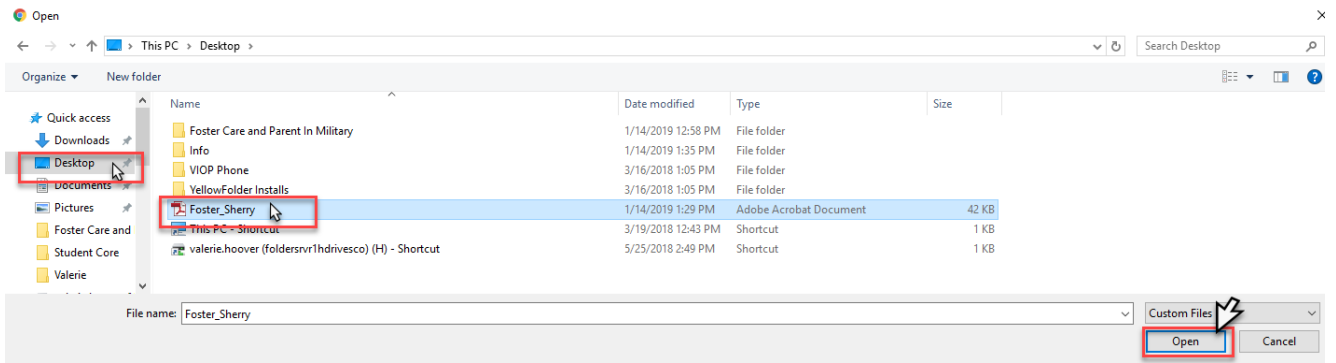 Open
This PC > Desktop >
Search Desktop
Organize
New folder
Name
Date modified
Type
Size
Quick access
Downloads
Desktop
Documents
Pictures
Foster Care and
Student Core
Valerie
Foster Care and Parent In Military 1/14/2019 12:58 PM File folder
Info 1/14/2019 1:35 PM File folder
VIOP Phone 3/16/2018 1:05 PM File folder
YellowFolder Installs 3/16/2018 1:05 PM File folder
Foster_Sherry 1/14/2019 1:29 PM Adobe Acrobat Document 42 KB
This PC - Shortcut 3/19/2018 12:43 PM Shortcut 1 KB
valerie.hoover (foldersrvr1hdrivesco) (H) - Shortcut 5/25/2018 2:49 PM Shortcut 1 KB
File name: Foster_Sherry
Custom Files
Open
Cancel